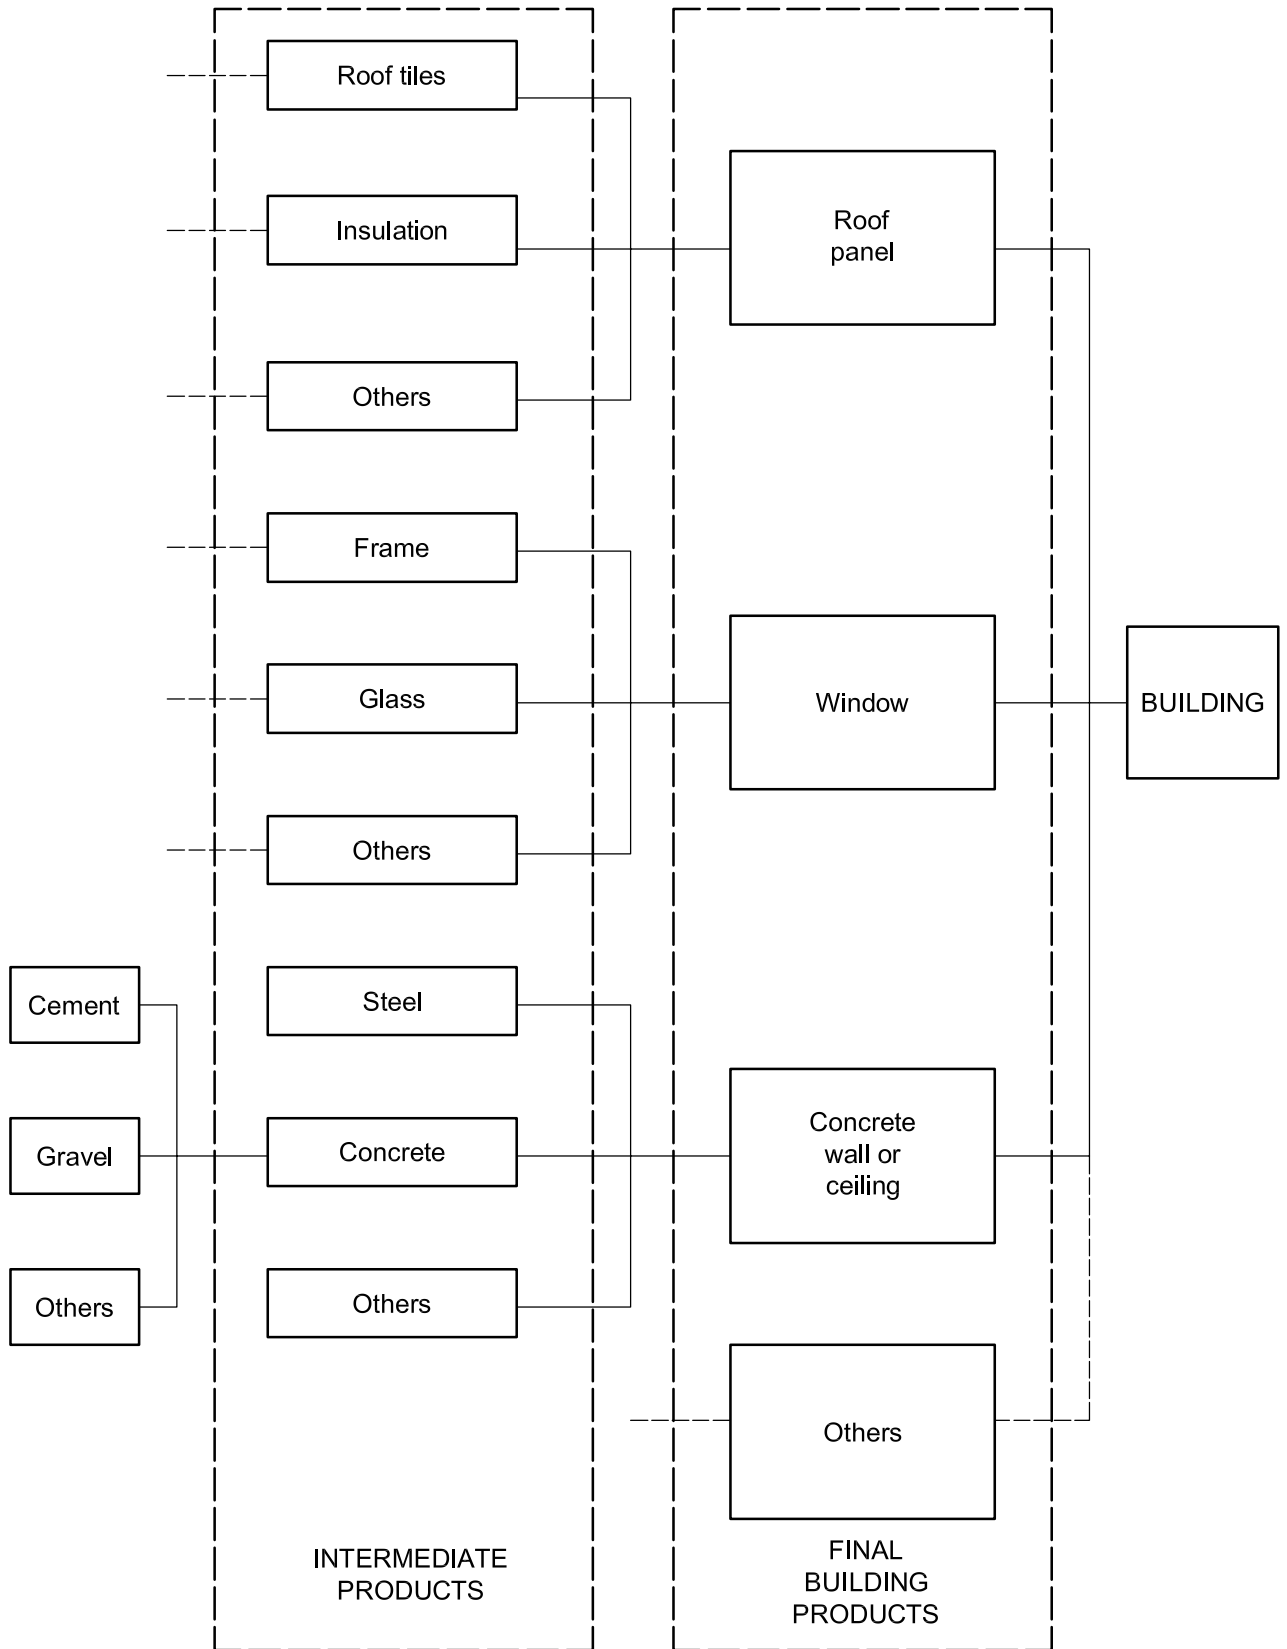 Roof tiles
Insulation
Others
Frame
Glass
Others
Cement
Gravel
Others
Steel
Concrete
Others
INTERMEDIATE
PRODUCTS
Roof
panel
Window
Concrete
wall or
ceiling
Others
FINAL
BUILDING
PRODUCTS
BUILDING